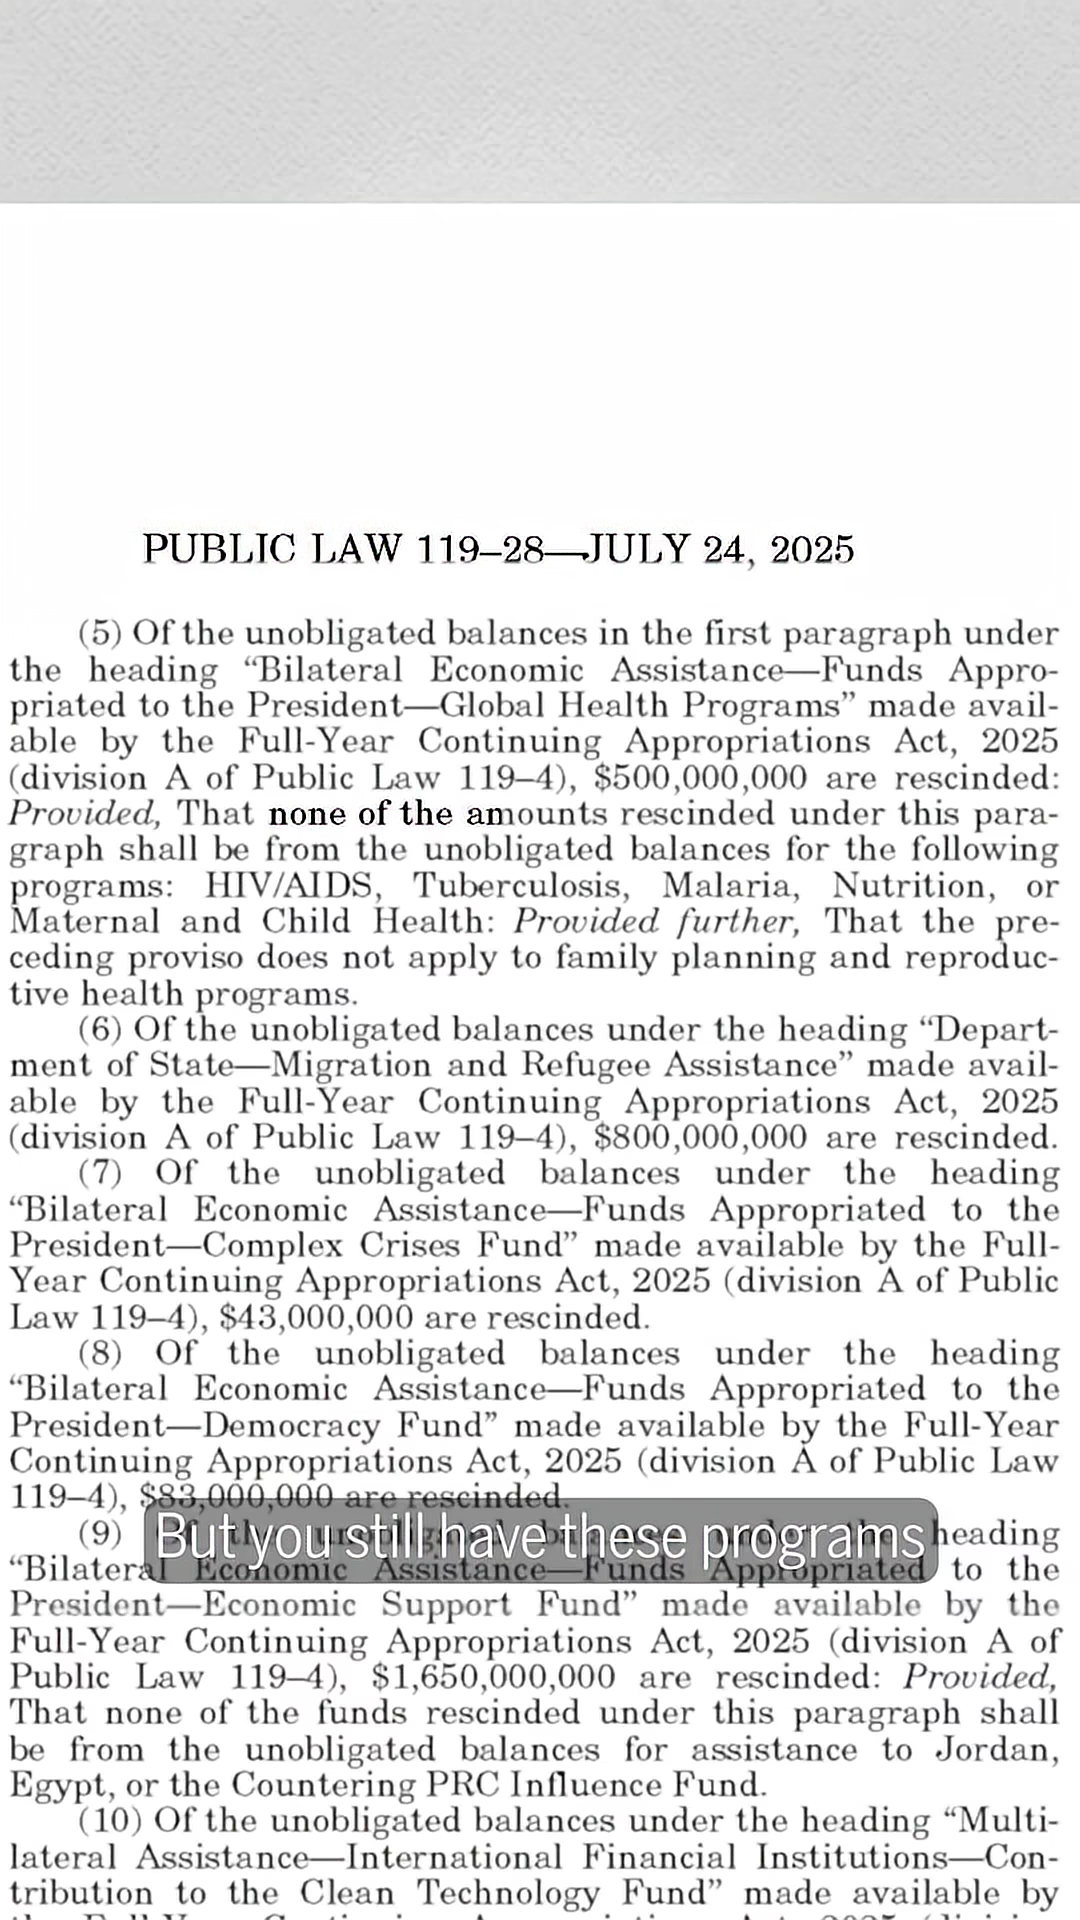 PUBLIC LAW 119–28—JULY 24, 2025
(5) Of the unobligated balances in the first paragraph under
the heading “Bilateral Economic Assistance—Funds Appro-
priated to the President—Global Health Programs” made avail-
able by the Full-Year Continuing Appropriations Act, 2025
(division A of Public Law 119–4), $500,000,000 are rescinded:
Provided, That none of the amounts rescinded under this para-
graph shall be from the unobligated balances for the following
programs: HIV/AIDS, Tuberculosis, Malaria, Nutrition, or
Maternal and Child Health: Provided further, That the pre-
ceding proviso does not apply to family planning and reproduc-
tive health programs.
(6) Of the unobligated balances under the heading “Depart-
ment of State—Migration and Refugee Assistance” made avail-
able by the Full-Year Continuing Appropriations Act, 2025
(division A of Public Law 119–4), $800,000,000 are rescinded.
(7) Of the unobligated balances under the heading
“Bilateral Economic Assistance—Funds Appropriated to the
President—Complex Crises Fund” made available by the Full-
Year Continuing Appropriations Act, 2025 (division A of Public
Law 119–4), $43,000,000 are rescinded.
(8) Of the unobligated balances under the heading
“Bilateral Economic Assistance—Funds Appropriated to the
President—Democracy Fund” made available by the Full-Year
Continuing Appropriations Act, 2025 (division A of Public Law
119–4), $83,000,000 are rescinded.
(9) heading
But you still have these programs
“Bilateral Economic Assistance—Funds Appropriated to the
President—Economic Support Fund” made available by the
Full-Year Continuing Appropriations Act, 2025 (division A of
Public Law 119–4), $1,650,000,000 are rescinded: Provided,
That none of the funds rescinded under this paragraph shall
be from the unobligated balances for assistance to Jordan,
Egypt, or the Countering PRC Influence Fund.
(10) Of the unobligated balances under the heading “Multi-
lateral Assistance—International Financial Institutions—Con-
tribution to the Clean Technology Fund” made available by